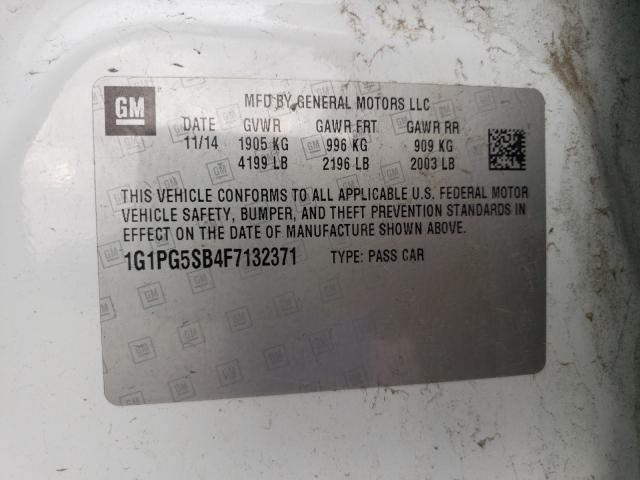 GM MFD BY GENERAL MOTORS LLC
DATE GVWR GAWR FRT GAWR RR
11/14 1905 KG 996 KG 909 KG
4199 LB 2196 LB 2003 LB
THIS VEHICLE CONFORMS TO ALL APPLICABLE U.S. FEDERAL MOTOR
VEHICLE SAFETY, BUMPER, AND THEFT PREVENTION STANDARDS IN
EFFECT ON THE DATE OF MANUFACTURE SHOWN ABOVE.
1G1PG5SB4F7132371 TYPE: PASS CAR